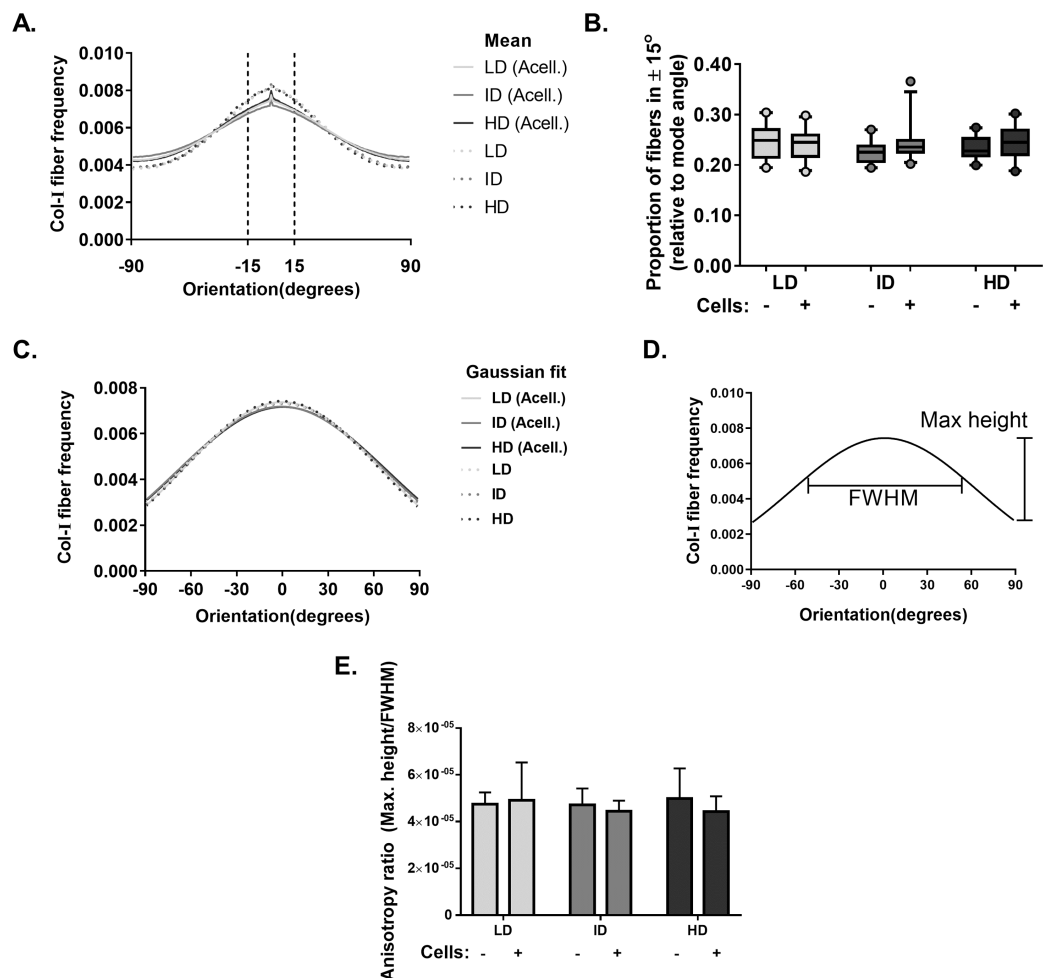 A.
0.010
0.008
0.006
0.004
0.002
0.000
Col-I fiber frequency
-90
-15
15
90
Orientation(degrees)
Mean
LD (Acell.)
ID (Acell.)
HD (Acell.)
LD
ID
HD
B.
Proportion of fibers in ± 15°
(relative to mode angle)
0.40
0.30
0.20
0.10
0.00
LD
ID
HD
Cells: - + - + - +
C.
0.008
0.006
0.004
0.002
0.000
Col-I fiber frequency
-90 -60 -30 0 30 60 90
Orientation(degrees)
Gaussian fit
LD (Acell.)
ID (Acell.)
HD (Acell.)
LD
ID
HD
D.
0.010
0.008
0.006
0.004
0.002
0.000
Col-I fiber frequency
Max height
FWHM
-90 -60 -30 0 30 60 90
Orientation(degrees)
E.
Anisotropy ratio (Max. height/FWHM)
8×10-05
6×10-05
4×10-05
2×10-05
0
LD
ID
HD
Cells: - + - + - +